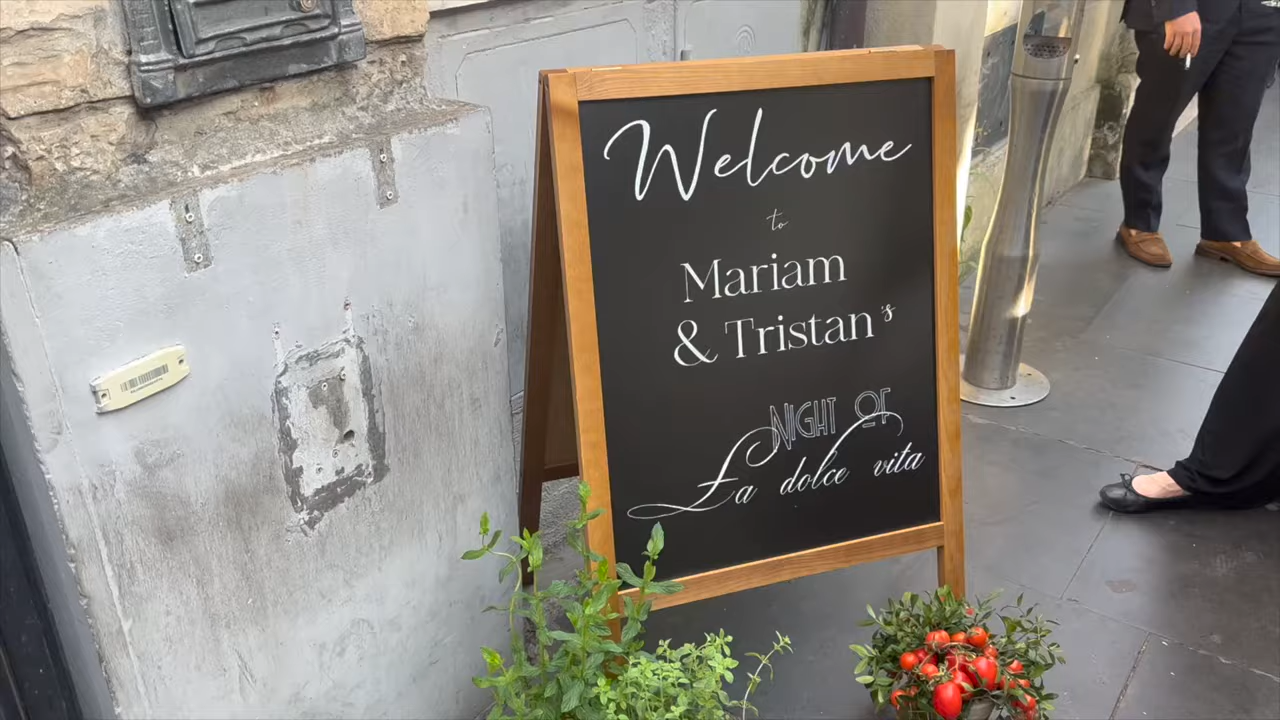 Welcome
to
Mariam
& Tristan's
NIGHT OF
La dolce vita